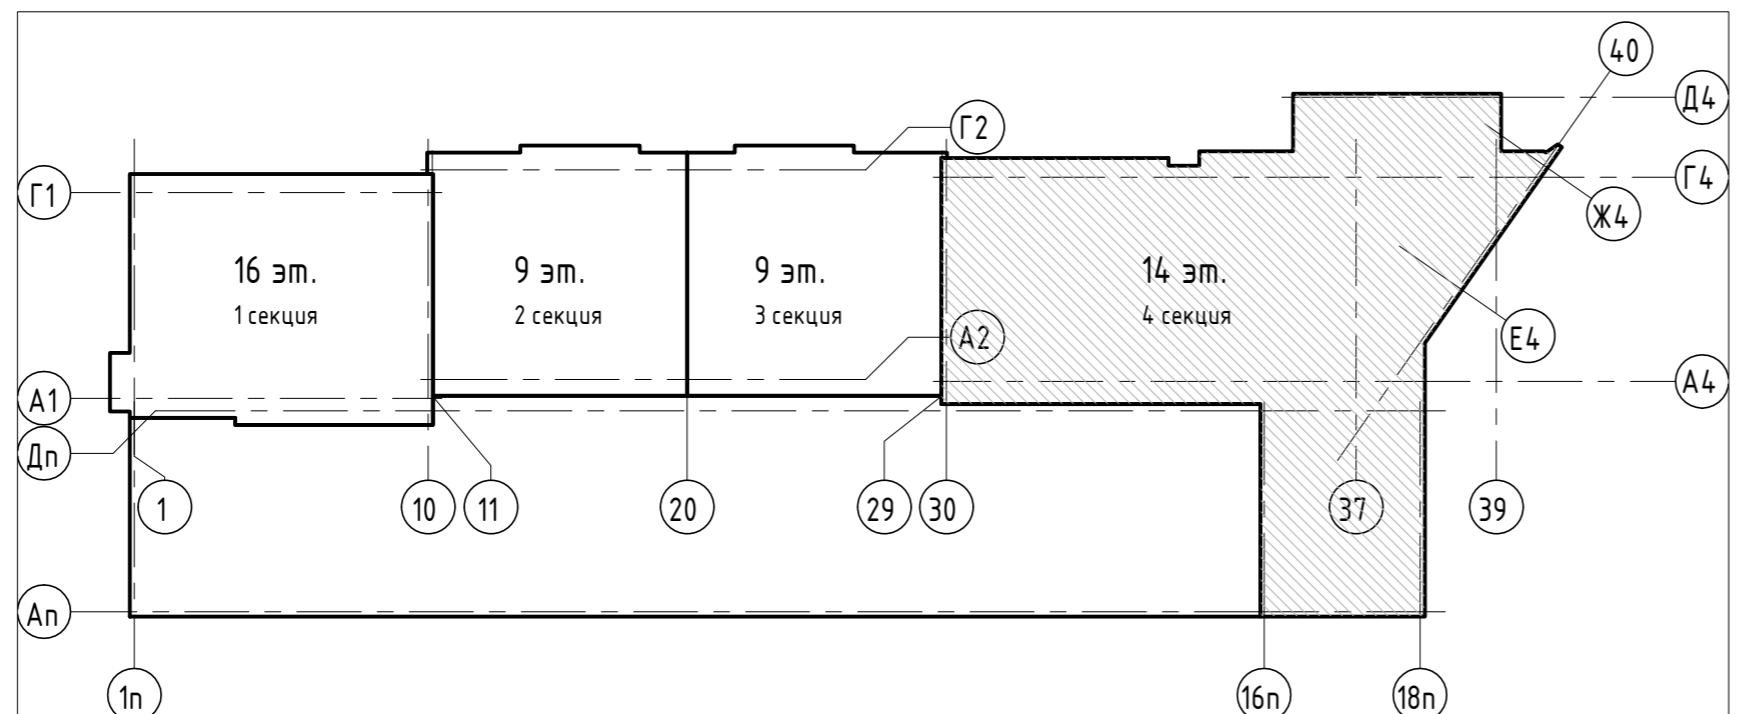 40
Д4
Г2
Г4
Г1
Ж4
16 эт.
1 секция
9 эт.
2 секция
9 эт.
3 секция
14 эт.
4 секция
А2
Е4
А4
А1
Дп
1
10
11
20
29
30
37
39
Ап
1п
16п
18п